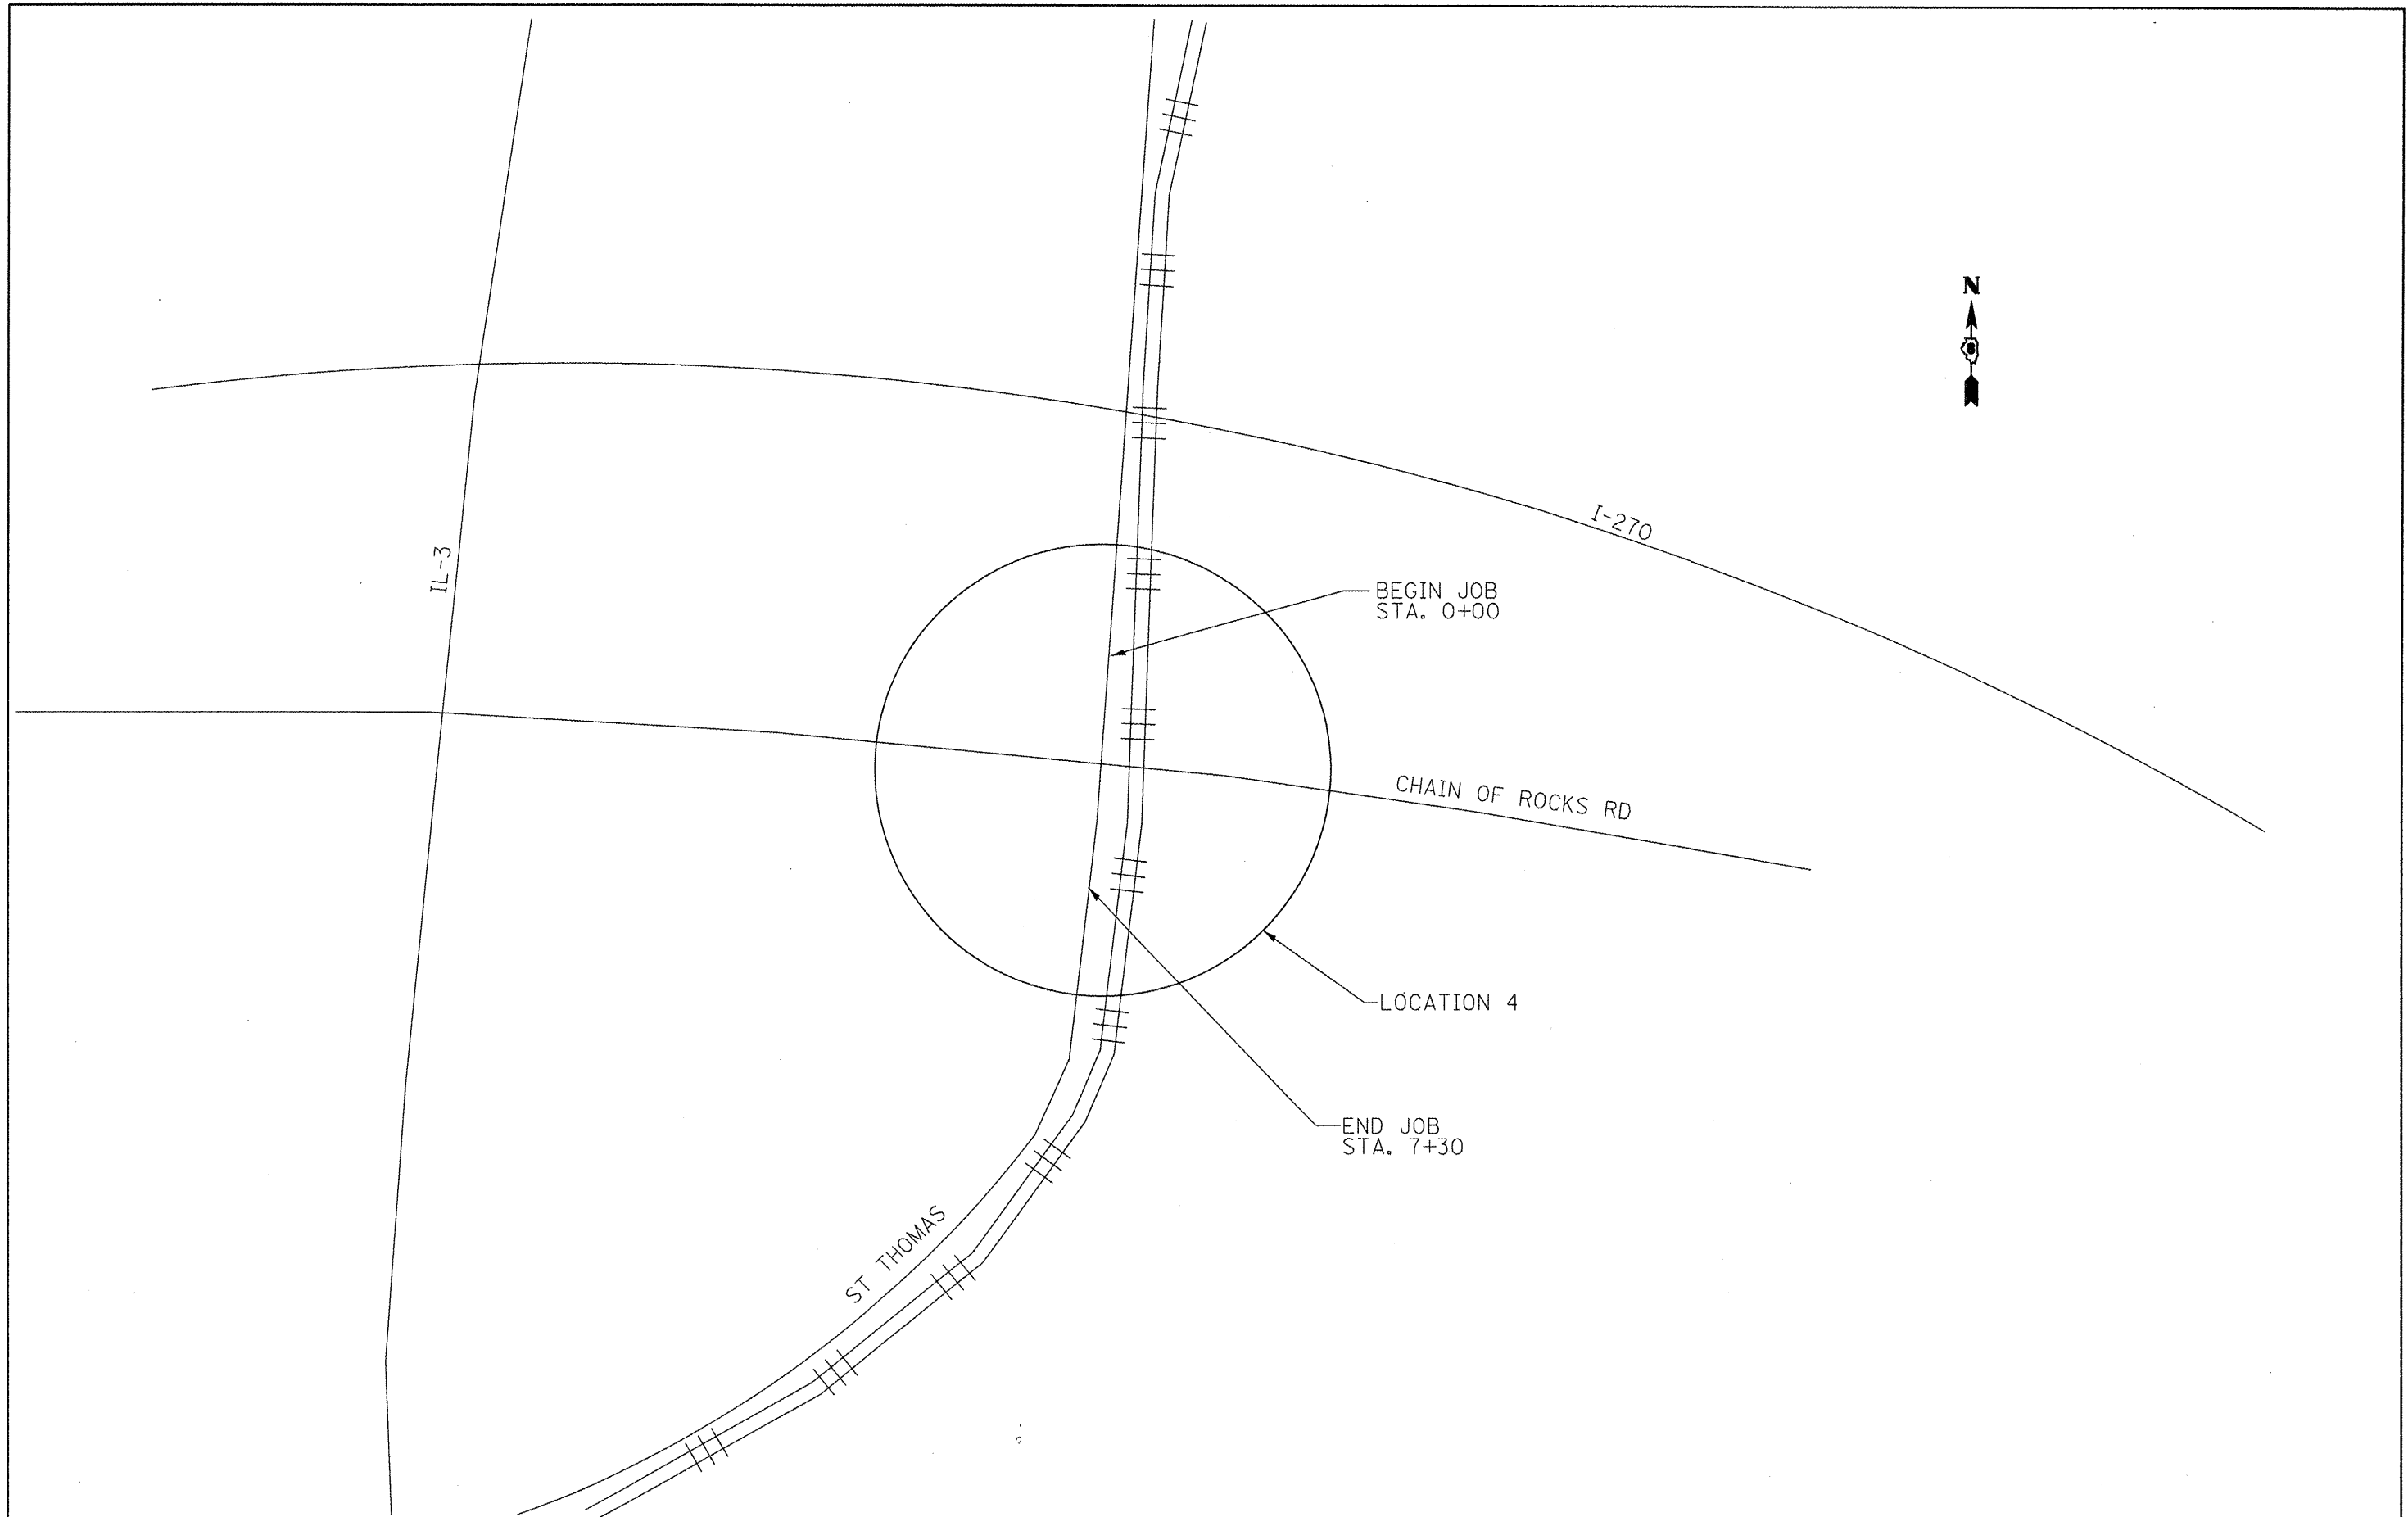 N
8
I-270
IL-3
BEGIN JOB
STA. 0+00
CHAIN OF ROCKS RD
LOCATION 4
END JOB
STA. 7+30
ST THOMAS